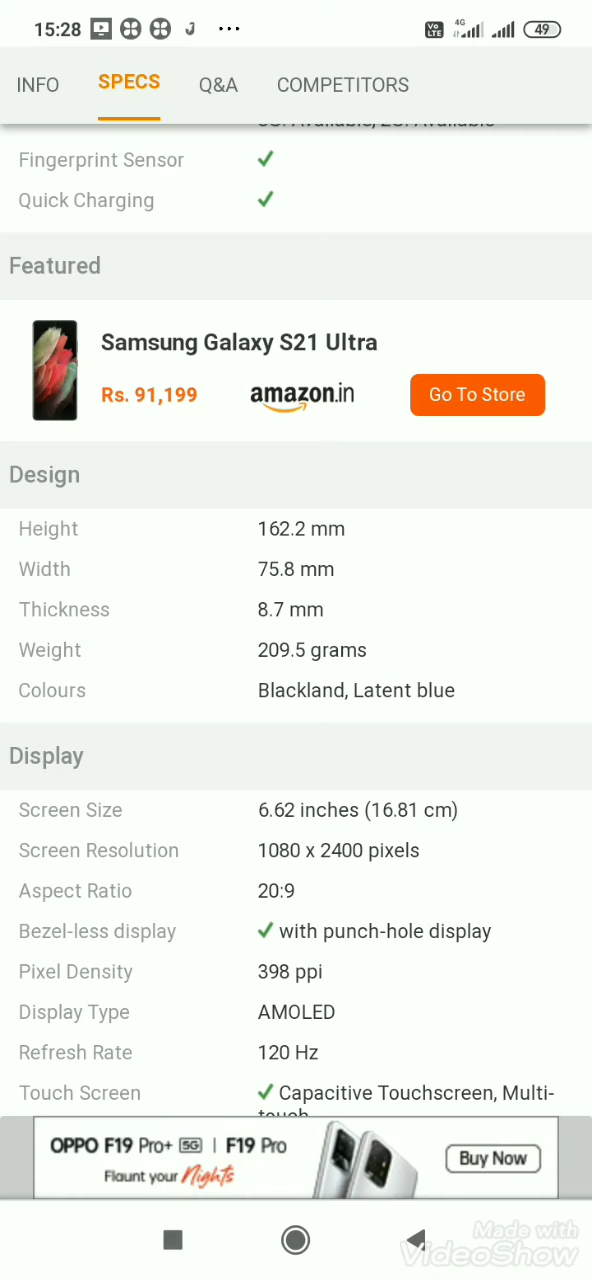 15:28 ... Vo LTE 4G 49
INFO SPECS Q&A COMPETITORS
Fingerprint Sensor ✓
Quick Charging ✓
Featured
Samsung Galaxy S21 Ultra
Rs. 91,199 amazon.in Go To Store
Design
Height 162.2 mm
Width 75.8 mm
Thickness 8.7 mm
Weight 209.5 grams
Colours Blackland, Latent blue
Display
Screen Size 6.62 inches (16.81 cm)
Screen Resolution 1080 x 2400 pixels
Aspect Ratio 20:9
Bezel-less display ✓ with punch-hole display
Pixel Density 398 ppi
Display Type AMOLED
Refresh Rate 120 Hz
Touch Screen ✓ Capacitive Touchscreen, Multi-
touch
OPPO F19 Pro+ 5G | F19 Pro
Flaunt your Nights
Buy Now
Made with
VideoShow